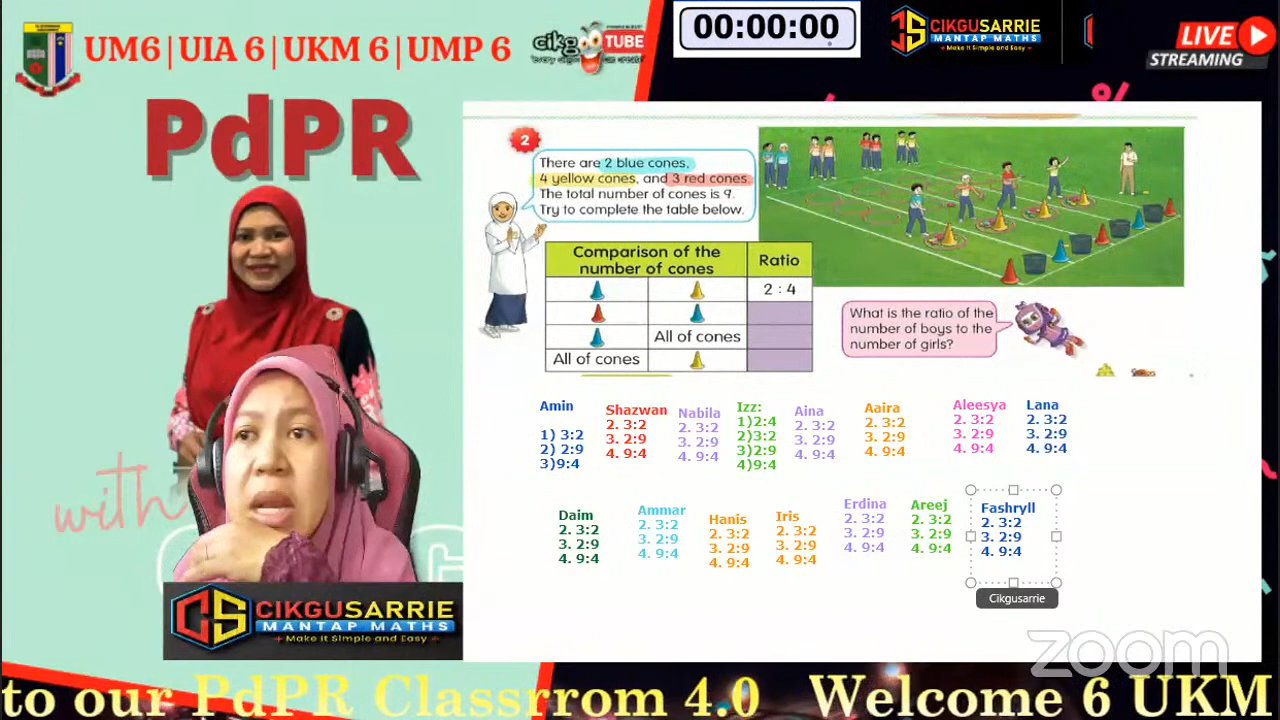 UM6|UIA 6|UKM 6|UMP 6
cikgooTUBE
00:00:00
CIKGUSARRIE
MANTAP MATHS
Make It Simple and Easy
LIVE
STREAMING
PdPR
with
2
There are 2 blue cones,
4 yellow cones, and 3 red cones.
The total number of cones is 9.
Try to complete the table below.
Comparison of the number of cones
Ratio
2 : 4
All of cones
All of cones
What is the ratio of the
number of boys to the
number of girls?
Amin
1) 3:2
2) 2:9
3)9:4
Shazwan
2. 3:2
3. 2:9
4. 9:4
Nabila
2. 3:2
3. 2:9
4. 9:4
Izz:
1)2:4
2)3:2
3)2:9
4)9:4
Aina
2. 3:2
3. 2:9
4. 9:4
Aaira
2. 3:2
3. 2:9
4. 9:4
Aleesya
2. 3:2
3. 2:9
4. 9:4
Lana
2. 3:2
3. 2:9
4. 9:4
Daim
2. 3:2
3. 2:9
4. 9:4
Ammar
2. 3:2
3. 2:9
4. 9:4
Hanis
2. 3:2
3. 2:9
4. 9:4
Iris
2. 3:2
3. 2:9
4. 9:4
Erdina
2. 3:2
3. 2:9
4. 9:4
Areej
2. 3:2
3. 2:9
4. 9:4
Fashryll
2. 3:2
3. 2:9
4. 9:4
Cikgusarrie
CIKGUSARRIE
MANTAP MATHS
Make It Simple and Easy
zoom
to our PdPR Classrrom 4.0 Welcome 6 UKM